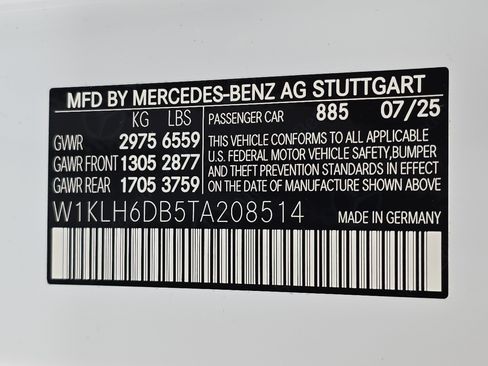 MFD BY MERCEDES-BENZ AG STUTTGART
KG LBS PASSENGER CAR 885 07/25
GVWR 2975 6559
GAWR FRONT 1305 2877
GAWR REAR 1705 3759
THIS VEHICLE CONFORMS TO ALL APPLICABLE
U.S. FEDERAL MOTOR VEHICLE SAFETY,BUMPER
AND THEFT PREVENTION STANDARDS IN EFFECT
ON THE DATE OF MANUFACTURE SHOWN ABOVE
W1KLH6DB5TA208514 MADE IN GERMANY